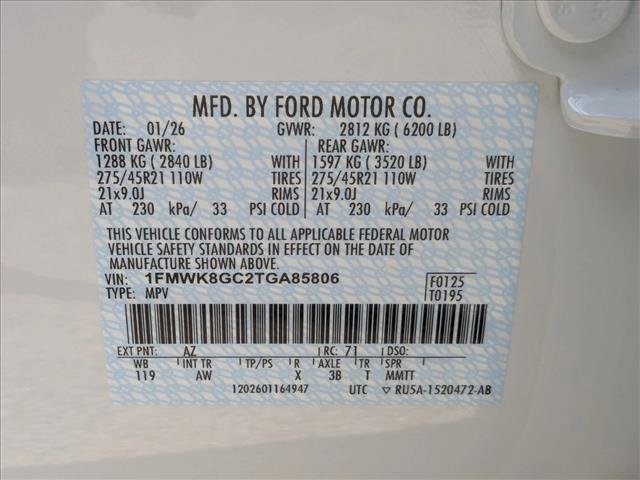 MFD. BY FORD MOTOR CO.
DATE: 01/26 GVWR: 2812 KG ( 6200 LB)
FRONT GAWR: REAR GAWR:
1288 KG ( 2840 LB) WITH 1597 KG ( 3520 LB) WITH
275/45R21 110W TIRES 275/45R21 110W TIRES
21x9.0J RIMS 21x9.0J RIMS
AT 230 kPa/ 33 PSI COLD AT 230 kPa/ 33 PSI COLD
THIS VEHICLE CONFORMS TO ALL APPLICABLE FEDERAL MOTOR
VEHICLE SAFETY STANDARDS IN EFFECT ON THE DATE OF
MANUFACTURE SHOWN ABOVE.
VIN: 1FMWK8GC2TGA85806 F0125
TYPE: MPV T0195
EXT PNT: AZ RC: 71 DSO:
WB INT TR TP/PS R AXLE TR SPR
119 AW X 3B T MMTT
1202601164947 UTC ▽ RU5A-1520472-AB